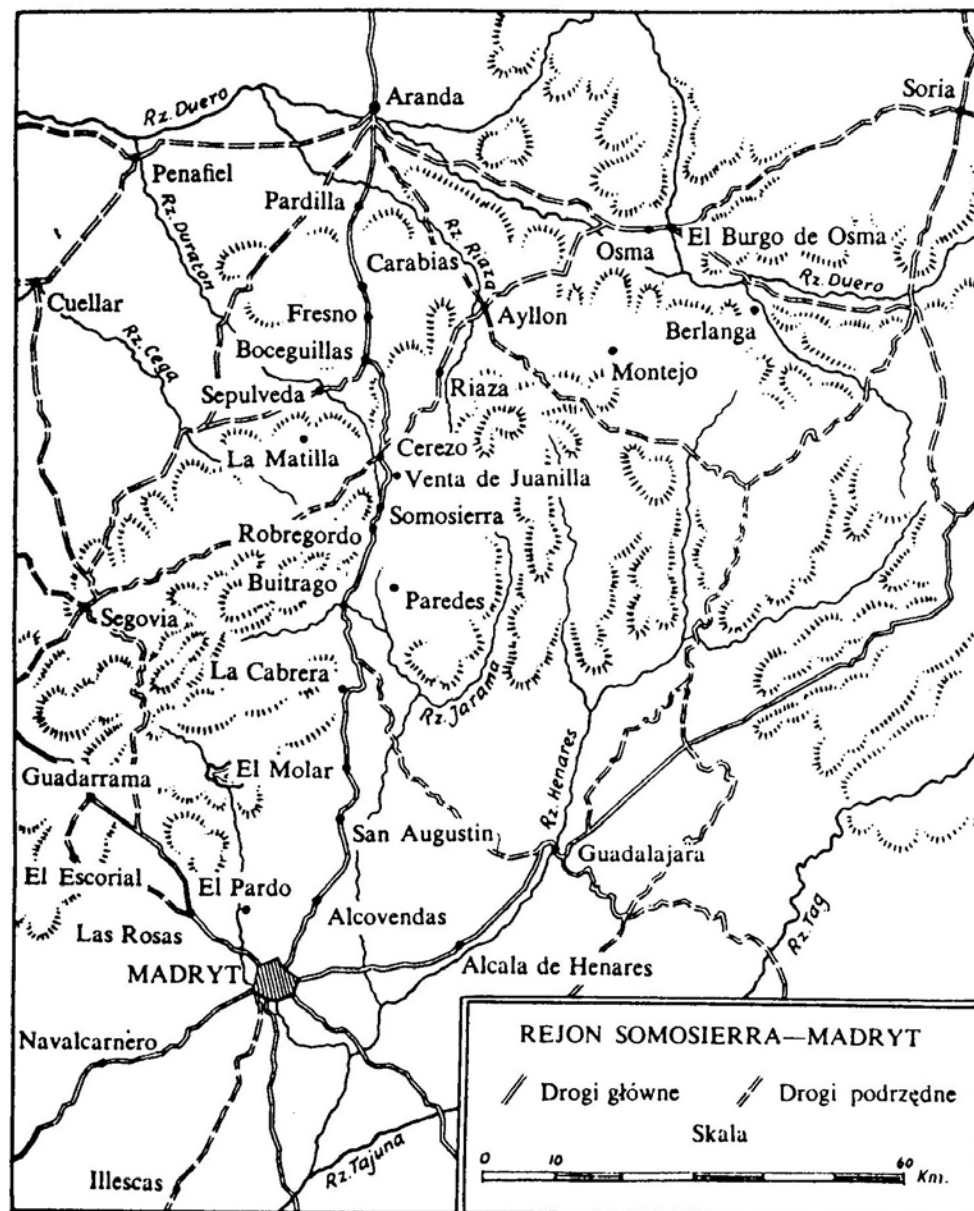 Aranda
Soria
Rz. Duero
Penafiel
Pardilla
Rz. Duraton
Rz. Riaza
Carabias
Osma
El Burgo de Osma
Rz. Duero
Cuellar
Fresno
Ayllon
Berlanga
Rz. Cega
Boceguillas
Montejo
Sepulveda
Riaza
La Matilla
Cerezo
Venta de Juanilla
Somosierra
Robregordo
Buitrago
Paredes
Segovia
La Cabrera
Rz. Jarama
Rz. Henares
Guadarrama
El Molar
San Augustin
Guadalajara
El Escorial
El Pardo
Alcovendas
Las Rosas
Rz. Tag
MADRYT
Alcala de Henares
Navalcarnero
Illescas
Rz. Tajuna
REJON SOMOSIERRA—MADRYT
Drogi główne
Drogi podrzędne
Skala
0 10 60 Km.